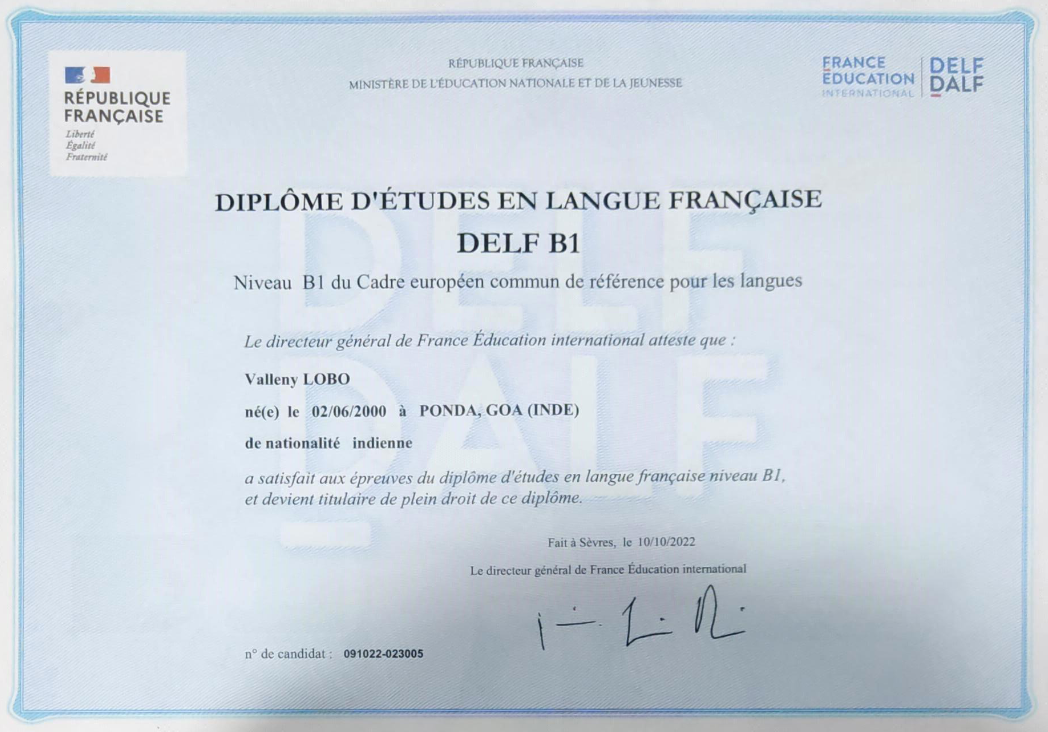 RÉPUBLIQUE
FRANÇAISE
Liberté
Égalité
Fraternité
RÉPUBLIQUE FRANÇAISE
MINISTÈRE DE L'ÉDUCATION NATIONALE ET DE LA JEUNESSE
FRANCE
ÉDUCATION
INTERNATIONAL
DELF
DALF
DIPLÔME D'ÉTUDES EN LANGUE FRANÇAISE
DELF B1
Niveau B1 du Cadre européen commun de référence pour les langues
Le directeur général de France Éducation international atteste que :
Valleny LOBO
né(e) le 02/06/2000 à PONDA, GOA (INDE)
de nationalité indienne
a satisfait aux épreuves du diplôme d'études en langue française niveau B1,
et devient titulaire de plein droit de ce diplôme.
Fait à Sèvres, le 10/10/2022
Le directeur général de France Éducation international
n° de candidat : 091022-023005
DELF
DALF